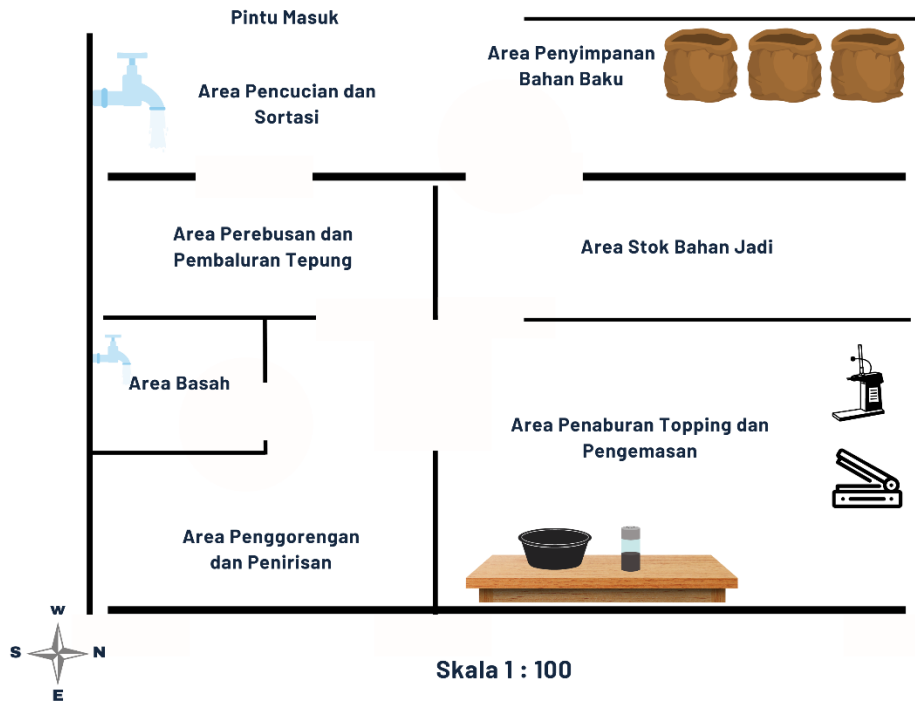 Pintu Masuk
Area Penyimpanan
Bahan Baku
Area Pencucian dan
Sortasi
Area Perebusan dan
Pembaluran Tepung
Area Stok Bahan Jadi
Area Basah
Area Penaburan Topping dan
Pengemasan
Area Penggorengan
dan Penirisan
W
S
N
E
Skala 1 : 100